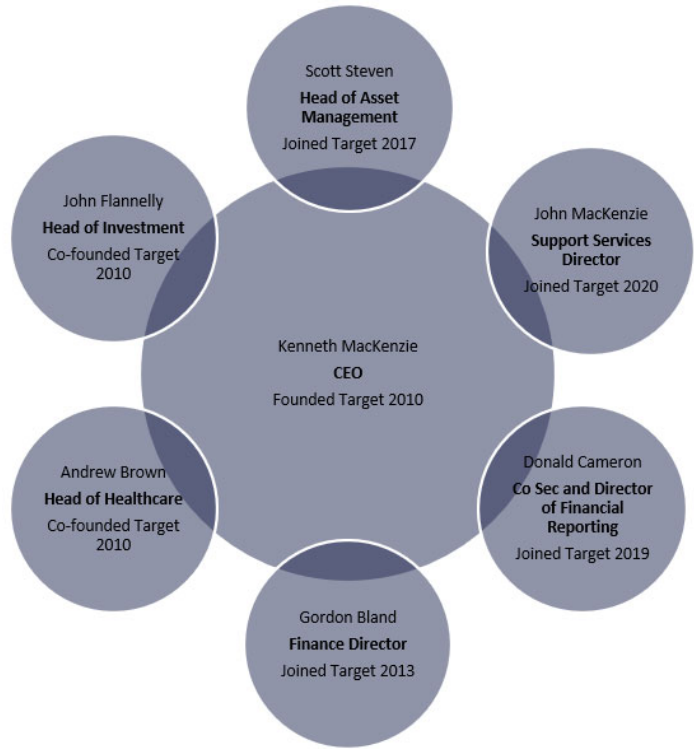 Scott Steven
Head of Asset
Management
Joined Target 2017
John Flannelly
Head of Investment
Co-founded Target
2010
John MacKenzie
Support Services
Director
Joined Target 2020
Kenneth MacKenzie
CEO
Founded Target 2010
Andrew Brown
Head of Healthcare
Co-founded Target
2010
Donald Cameron
Co Sec and Director
of Financial
Reporting
Joined Target 2019
Gordon Bland
Finance Director
Joined Target 2013